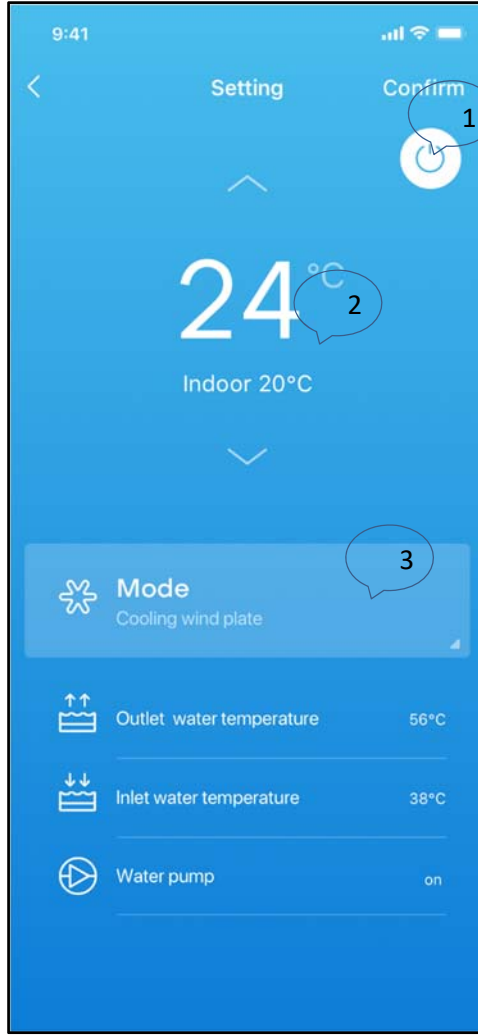 9:41
Setting
Confirm
1
24 °C
2
Indoor 20°C
3
Mode
Cooling wind plate
Outlet water temperature 56°C
Inlet water temperature 38°C
Water pump on